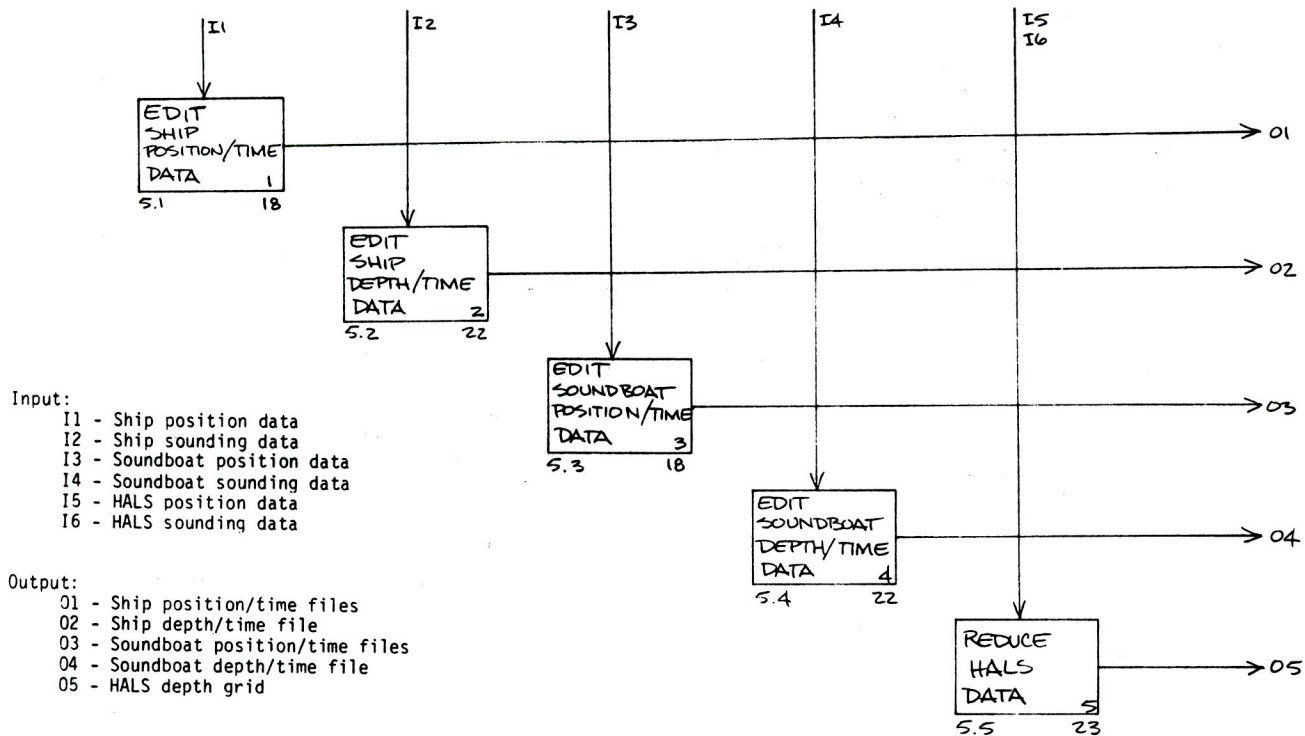 I1
I2
I3
I4
I5
I6
EDIT
SHIP
POSITION/TIME
DATA 1
5.1 18
O1
EDIT
SHIP
DEPTH/TIME
DATA 2
5.2 22
O2
EDIT
SOUNDBOAT
POSITION/TIME
DATA 3
5.3 18
O3
EDIT
SOUNDBOAT
DEPTH/TIME
DATA 4
5.4 22
O4
REDUCE
HALS
DATA 5
5.5 23
O5
Input:
I1 - Ship position data
I2 - Ship sounding data
I3 - Soundboat position data
I4 - Soundboat sounding data
I5 - HALS position data
I6 - HALS sounding data
Output:
O1 - Ship position/time files
O2 - Ship depth/time file
O3 - Soundboat position/time files
O4 - Soundboat depth/time file
O5 - HALS depth grid